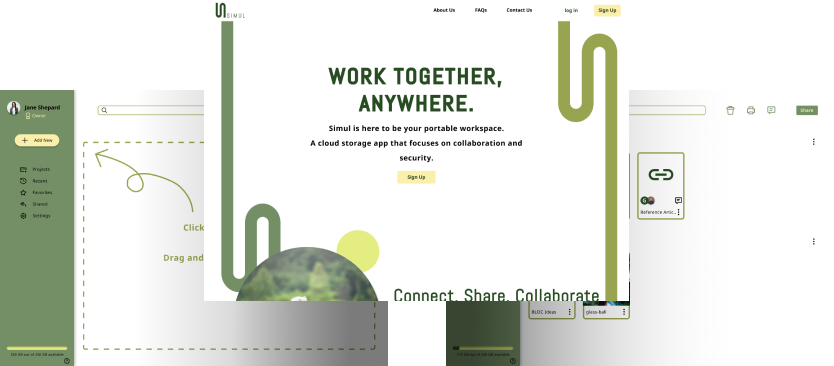 SIMUL
About Us
FAQs
Contact Us
log in
Sign Up
WORK TOGETHER,
ANYWHERE.
Simul is here to be your portable workspace.
A cloud storage app that focuses on collaboration and
security.
Sign Up
Connect. Share. Collaborate
Jane Shepard
Owner
Add New
Projects
Recent
Favorites
Shared
Settings
Click
Drag and
Share
Reference Artic...
BLOC Ideas
glass-ball